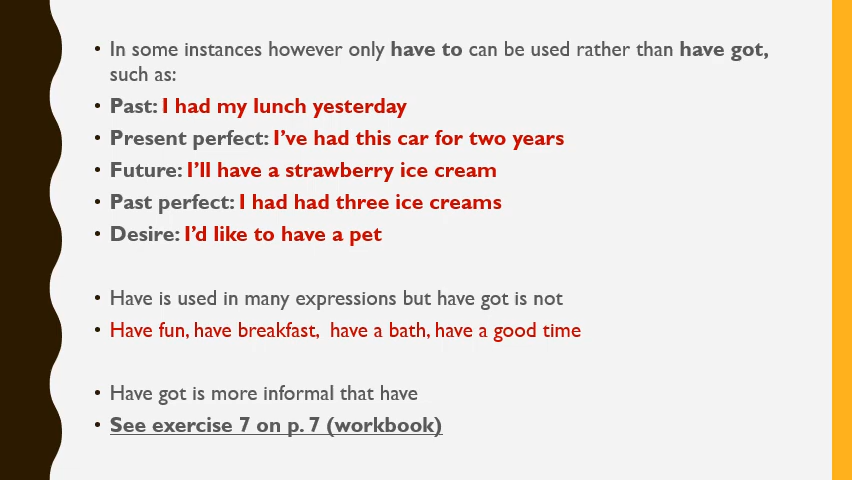 • In some instances however only have to can be used rather than have got,
such as:
• Past: I had my lunch yesterday
• Present perfect: I've had this car for two years
• Future: I'll have a strawberry ice cream
• Past perfect: I had had three ice creams
• Desire: I'd like to have a pet
• Have is used in many expressions but have got is not
• Have fun, have breakfast,  have a bath, have a good time
• Have got is more informal that have
• See exercise 7 on p. 7 (workbook)